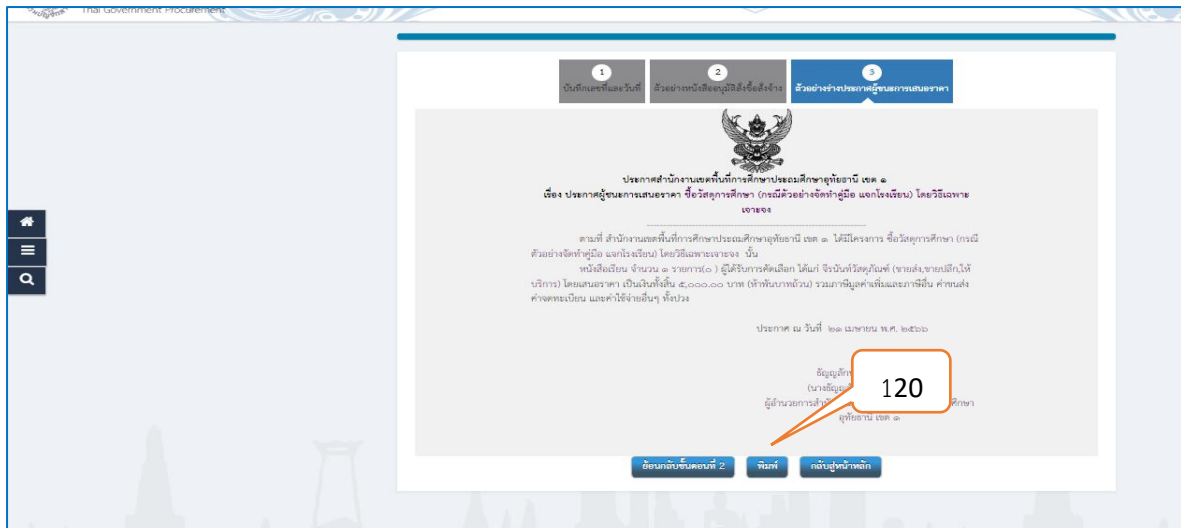 Thai Government Procurement
1
2
3
บันทึกเลขที่และวันที่
ตัวอย่างหนังสืออนุมัติสั่งซื้อสั่งจ้าง
ตัวอย่างร่างประกาศผู้ชนะการเสนอราคา
ประกาศสำนักงานเขตพื้นที่การศึกษาประถมศึกษาอุทัยธานี เขต ๑
เรื่อง ประกาศผู้ชนะการเสนอราคา ซื้อวัสดุการศึกษา (กรณีตัวอย่างจัดทำคู่มือ แจกโรงเรียน) โดยวิธีเฉพาะ
เจาะจง
ตามที่ สำนักงานเขตพื้นที่การศึกษาประถมศึกษาอุทัยธานี เขต ๑ ได้มีโครงการ ซื้อวัสดุการศึกษา (กรณี
ตัวอย่างจัดทำคู่มือ แจกโรงเรียน) โดยวิธีเฉพาะเจาะจง นั้น
หนังสือเรียน จำนวน ๑ รายการ(๐ ) ผู้ได้รับการคัดเลือก ได้แก่ จิรนันท์วัสดุภัณฑ์ (ขายส่ง,ขายปลีก,ให้
บริการ) โดยเสนอราคา เป็นเงินทั้งสิ้น ๕,๐๐๐.๐๐ บาท (ห้าพันบาทถ้วน) รวมภาษีมูลค่าเพิ่มและภาษีอื่น ค่าขนส่ง
ค่าจดทะเบียน และค่าใช้จ่ายอื่นๆ ทั้งปวง
ประกาศ ณ วันที่ ๒๑ เมษายน พ.ศ. ๒๕๖๖
ธัญญลักษ
(นางธัญญ
120
ผู้อำนวยการสำ
ศึกษา
อุทัยธานี เขต ๑
ย้อนกลับขั้นตอนที่ 2
พิมพ์
กลับสู่หน้าหลัก